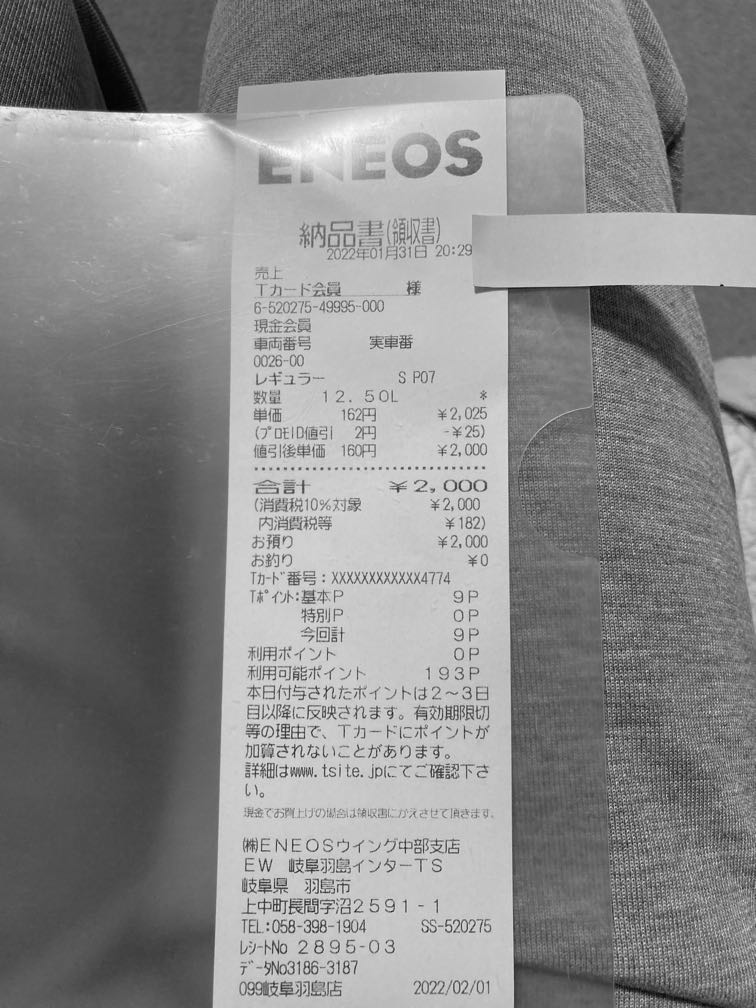 ENEOS
納品書(領収書)
2022年01月31日 20:29
売上
Tカード会員 様
6-520275-49995-000
現金会員
車両番号 実車番
0026-00
レギュラー S P07
数量 12.50L *
単価 162円 ¥2,025
(プロモID値引 2円 -¥25)
値引後単価 160円 ¥2,000
合計 ¥2,000
(消費税10%対象 ¥2,000
内消費税等 ¥182)
お預り ¥2,000
お釣り ¥0
Tカード番号:XXXXXXXXXXXX4774
Tポイント:基本P 9P
特別P 0P
今回計 9P
利用ポイント 0P
利用可能ポイント 193P
本日付与されたポイントは2〜3日
目以降に反映されます。有効期限切
等の理由で、Tカードにポイントが
加算されないことがあります。
詳細はwww.tsite.jpにてご確認下さ
い。
現金でお買上げの場合は領収書にかえさせて頂きます。
㈱ENEOSウイング中部支店
EW 岐阜羽島インターTS
岐阜県 羽島市
上中町長間字沼2591-1
TEL:058-398-1904 SS-520275
レシートNo 2895-03
データNo3186-3187
099岐阜羽島店 2022/02/01